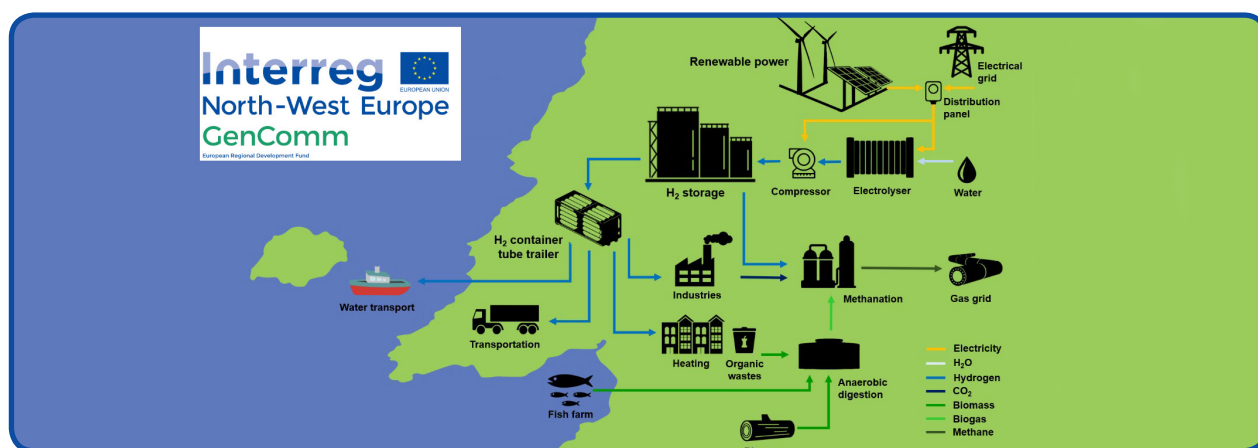 Interreg
EUROPEAN UNION
North-West Europe
GenComm
European Regional Development Fund
Renewable power
Electrical
grid
Distribution
panel
H₂ storage
Compressor
Electrolyser
Water
H₂ container
tube trailer
Water transport
Transportation
Industries
Methanation
Gas grid
Heating
Organic
wastes
Anaerobic
digestion
Fish farm
Electricity
H₂O
Hydrogen
CO₂
Biomass
Biogas
Methane